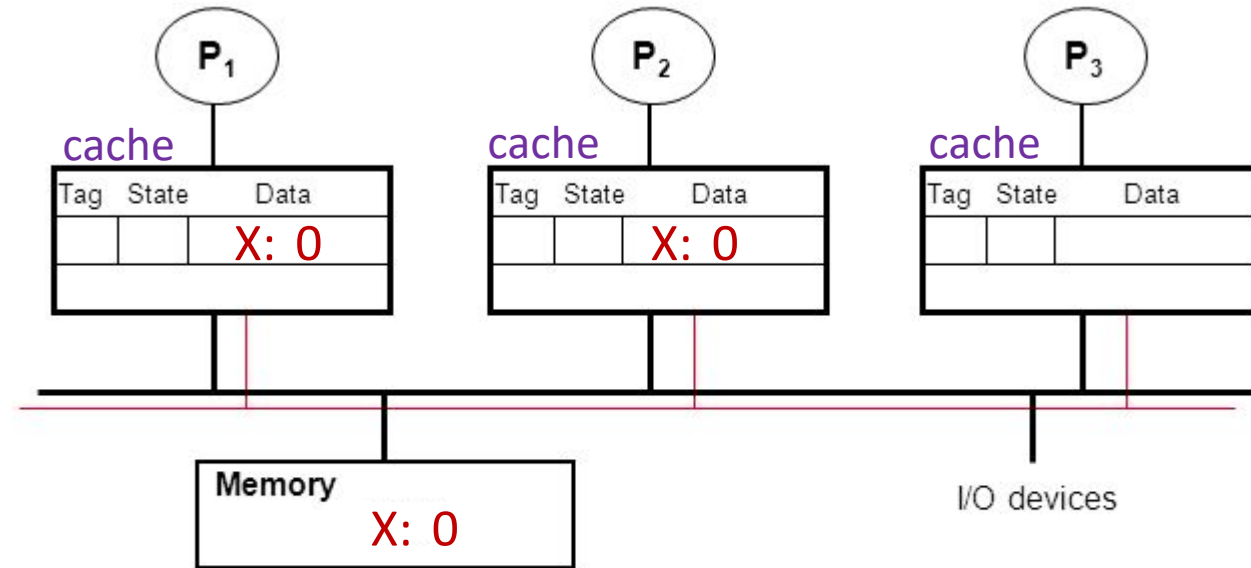 P₁ P₂ P₃
cache cache cache
Tag State Data Tag State Data Tag State Data
X: 0 X: 0
Memory
I/O devices
X: 0